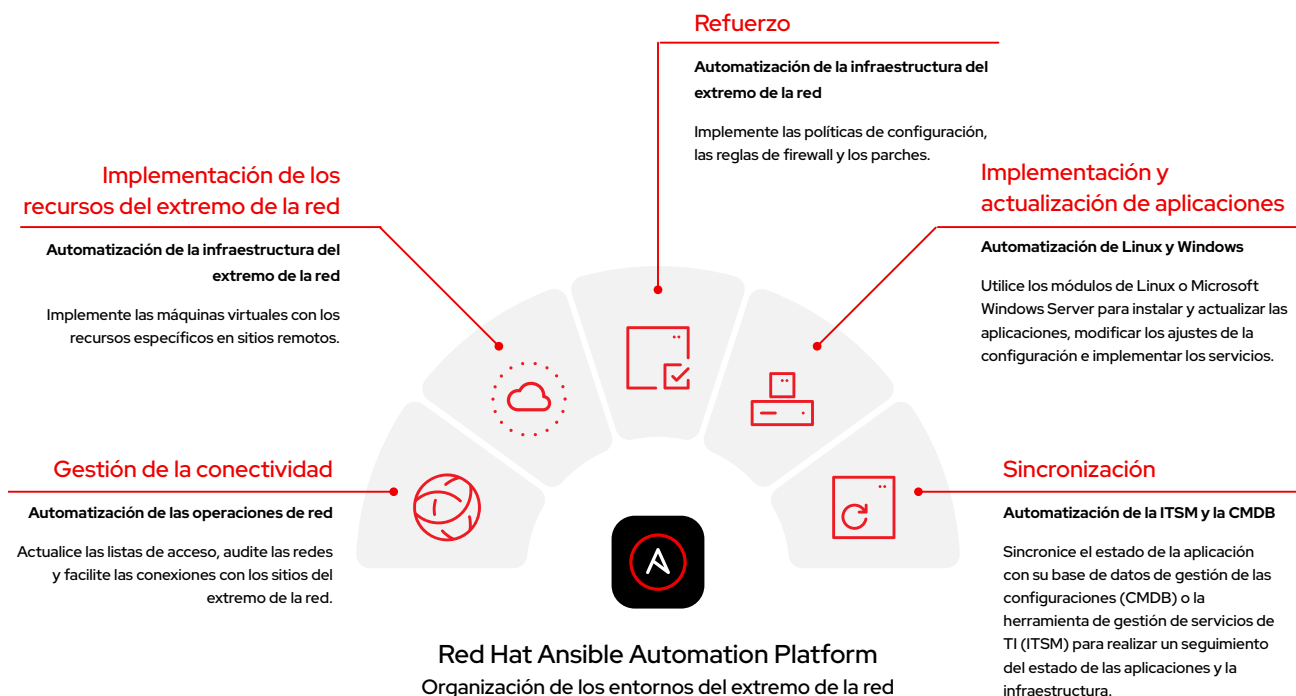 Refuerzo
Automatización de la infraestructura del
extremo de la red
Implemente las políticas de configuración,
las reglas de firewall y los parches.
Implementación de los
recursos del extremo de la red
Automatización de la infraestructura del
extremo de la red
Implemente las máquinas virtuales con los
recursos específicos en sitios remotos.
Implementación y
actualización de aplicaciones
Automatización de Linux y Windows
Utilice los módulos de Linux o Microsoft
Windows Server para instalar y actualizar las
aplicaciones, modificar los ajustes de la
configuración e implementar los servicios.
Gestión de la conectividad
Automatización de las operaciones de red
Actualice las listas de acceso, audite las redes
y facilite las conexiones con los sitios del
extremo de la red.
Sincronización
Automatización de la ITSM y la CMDB
Sincronice el estado de la aplicación
con su base de datos de gestión de las
configuraciones (CMDB) o la
herramienta de gestión de servicios de
TI (ITSM) para realizar un seguimiento
del estado de las aplicaciones y la
infraestructura.
Red Hat Ansible Automation Platform
Organización de los entornos del extremo de la red